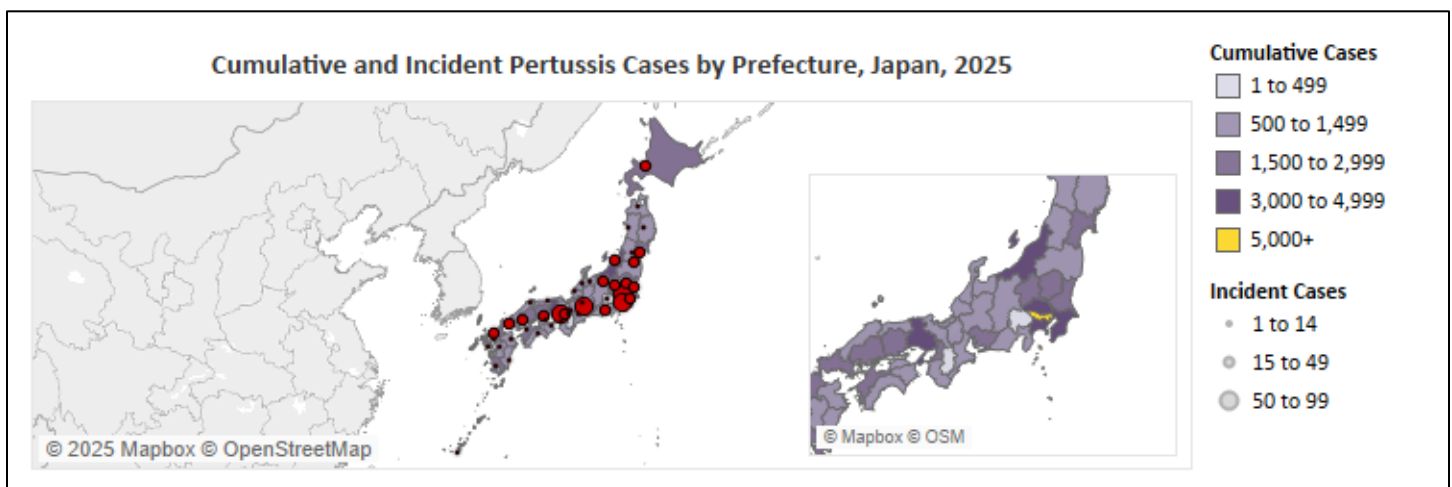 Cumulative and Incident Pertussis Cases by Prefecture, Japan, 2025
Cumulative Cases
1 to 499
500 to 1,499
1,500 to 2,999
3,000 to 4,999
5,000+
Incident Cases
1 to 14
15 to 49
50 to 99
© 2025 Mapbox © OpenStreetMap
© Mapbox © OSM